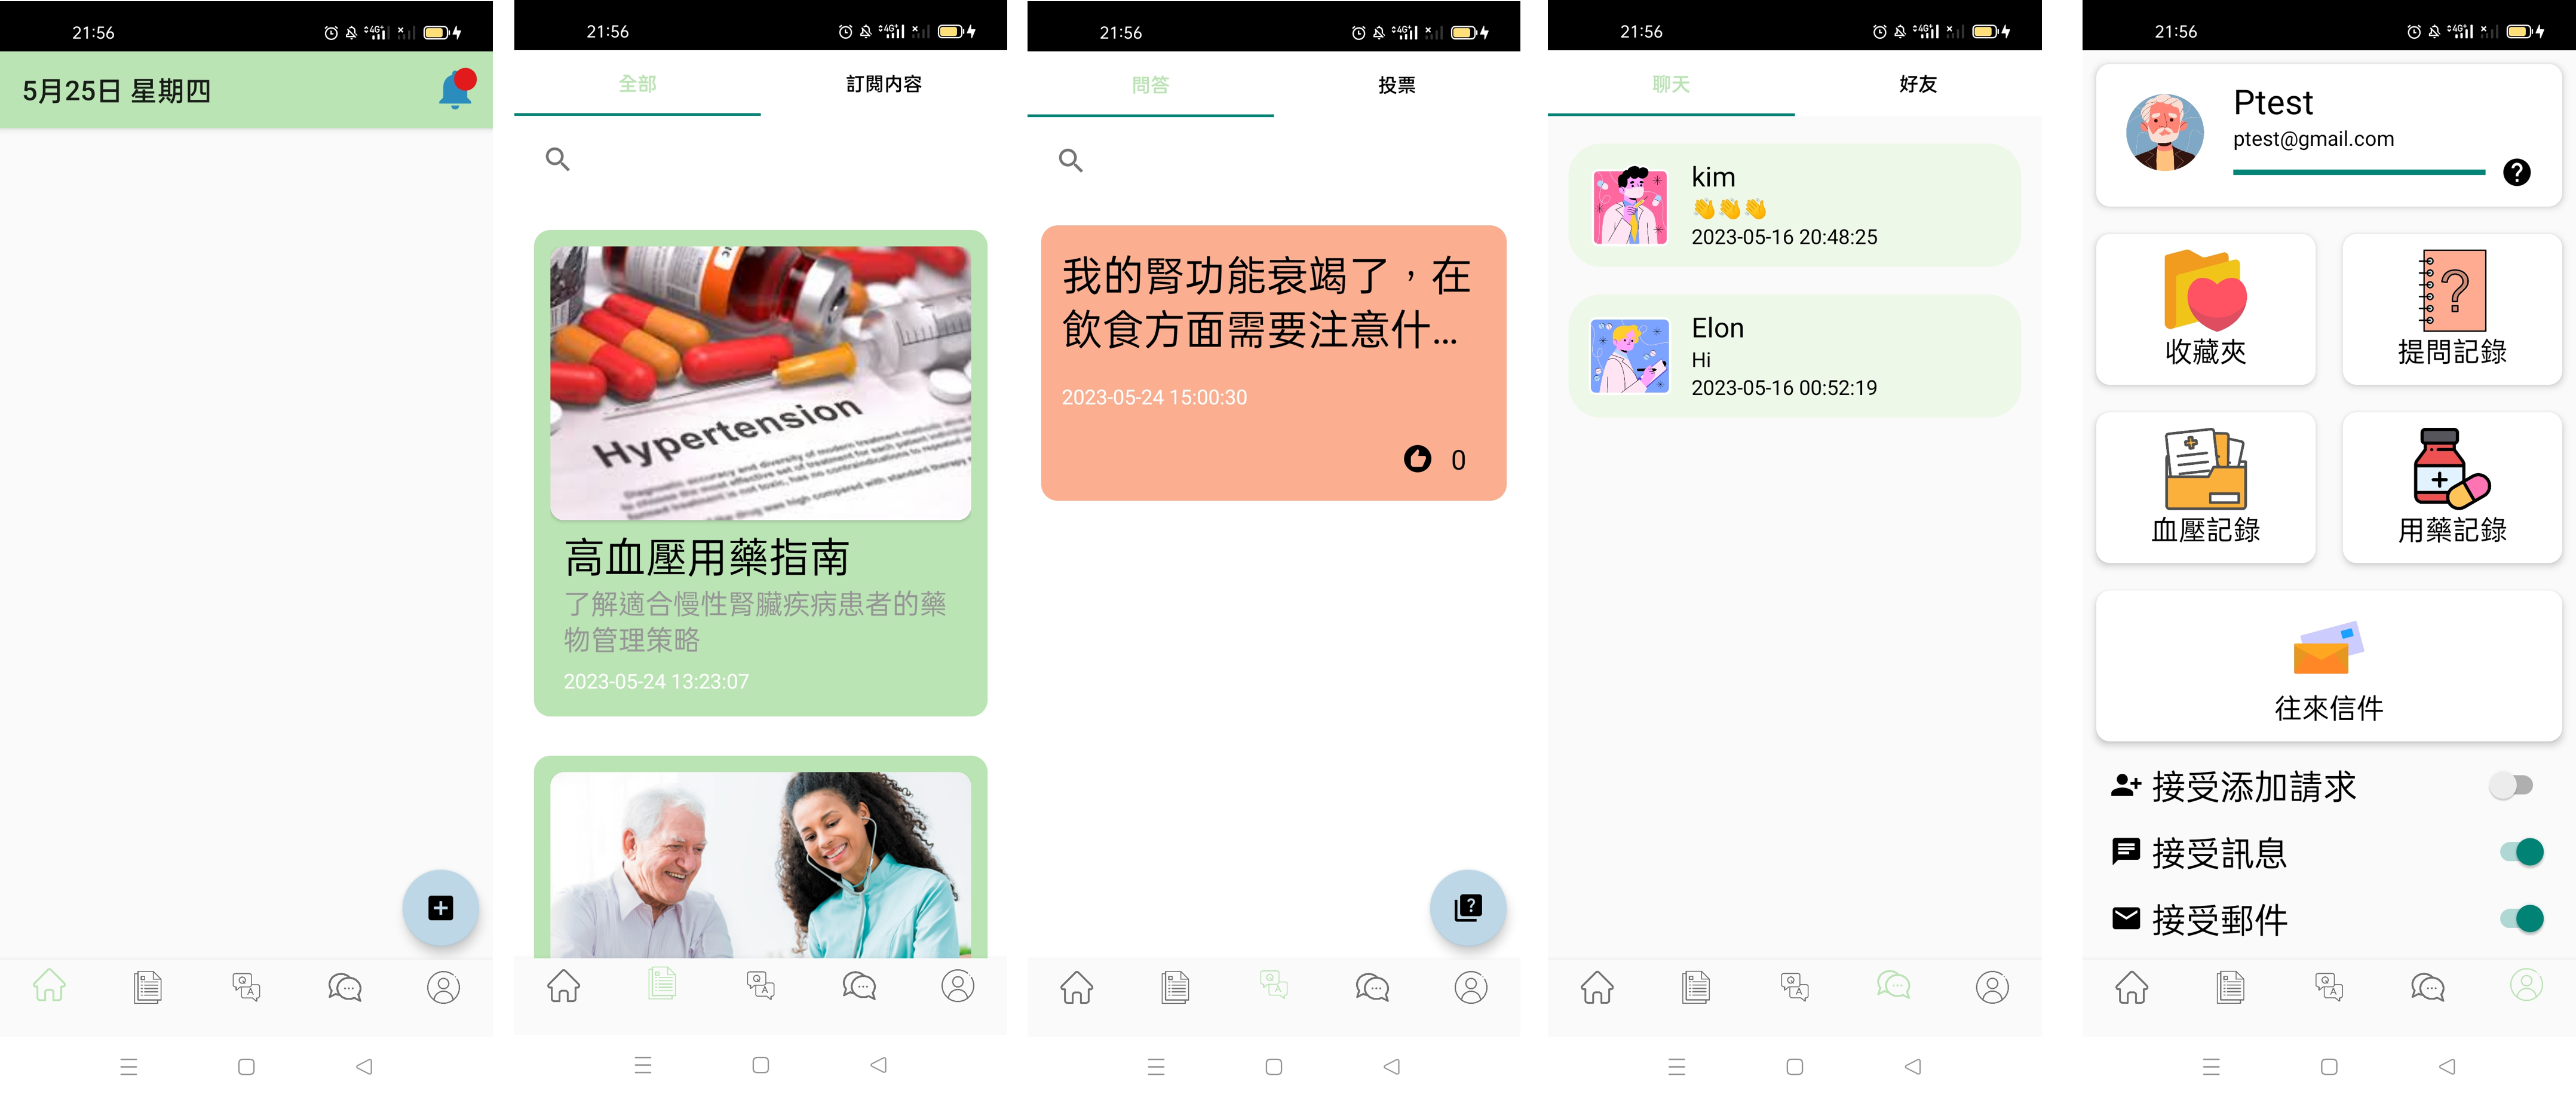 21:56
5月25日 星期四
21:56
全部
訂閱内容
Hypertension
高血壓用藥指南
了解適合慢性腎臟疾病患者的藥
物管理策略
2023-05-24 13:23:07
21:56
問答
投票
我的腎功能衰竭了，在
飲食方面需要注意什...
2023-05-24 15:00:30
0
21:56
聊天
好友
kim
👋👋👋
2023-05-16 20:48:25
Elon
Hi
2023-05-16 00:52:19
21:56
Ptest
ptest@gmail.com
收藏夾
提問記錄
血壓記錄
用藥記錄
往來信件
接受添加請求
接受訊息
接受郵件